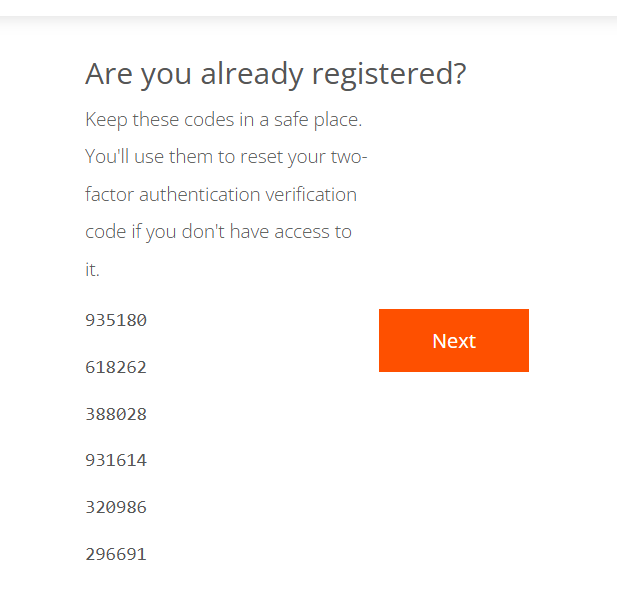 Are you already registered?
Keep these codes in a safe place.
You'll use them to reset your two-
factor authentication verification
code if you don't have access to
it.
935180
Next
618262
388028
931614
320986
296691